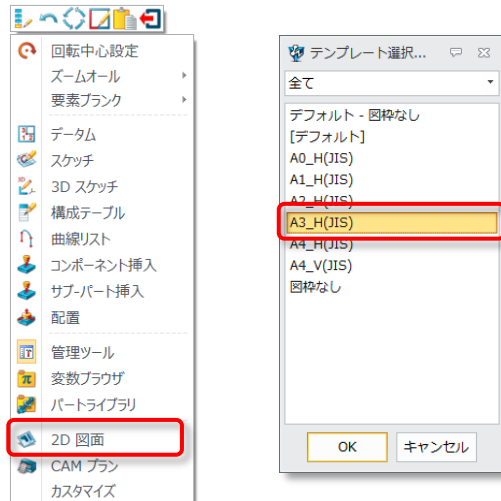 回転中心設定
ズームオール
要素ブランク
データム
スケッチ
3D スケッチ
構成テーブル
曲線リスト
コンポーネント挿入
サブ-パート挿入
配置
管理ツール
変数ブラウザ
パートライブラリ
2D 図面
CAM プラン
カスタマイズ
テンプレート選択...
全て
デフォルト - 図枠なし
[デフォルト]
A0_H(JIS)
A1_H(JIS)
A2_H(JIS)
A3_H(JIS)
A4_H(JIS)
A4_V(JIS)
図枠なし
OK
キャンセル